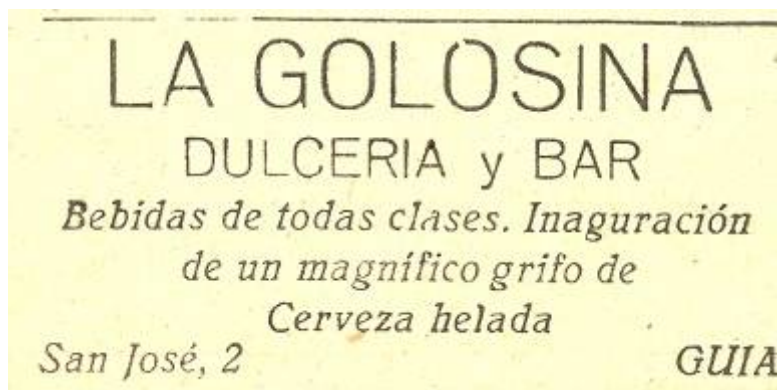 LA GOLOSINA
DULCERIA y BAR
Bebidas de todas clases. Inaguración
de un magnífico grifo de
Cerveza helada
San José, 2 GUIA